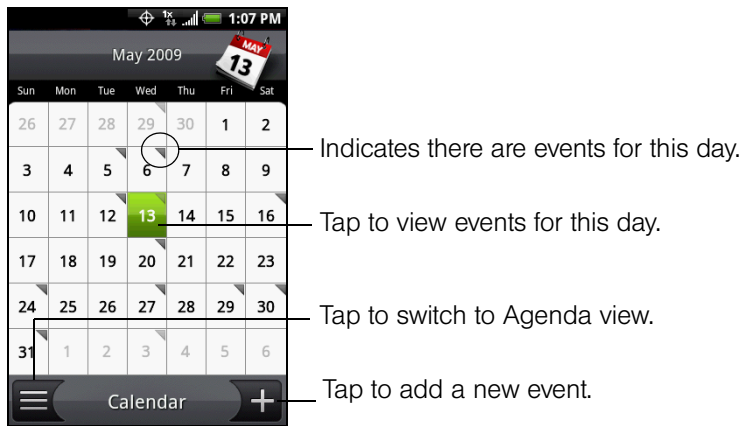 1x 1:07 PM
May 2009
MAY
13
Sun Mon Tue Wed Thu Fri Sat
26 27 28 29 30 1 2
Indicates there are events for this day.
3 4 5 6 7 8 9
10 11 12 13 14 15 16
Tap to view events for this day.
17 18 19 20 21 22 23
24 25 26 27 28 29 30
Tap to switch to Agenda view.
31 1 2 3 4 5 6
Calendar
Tap to add a new event.